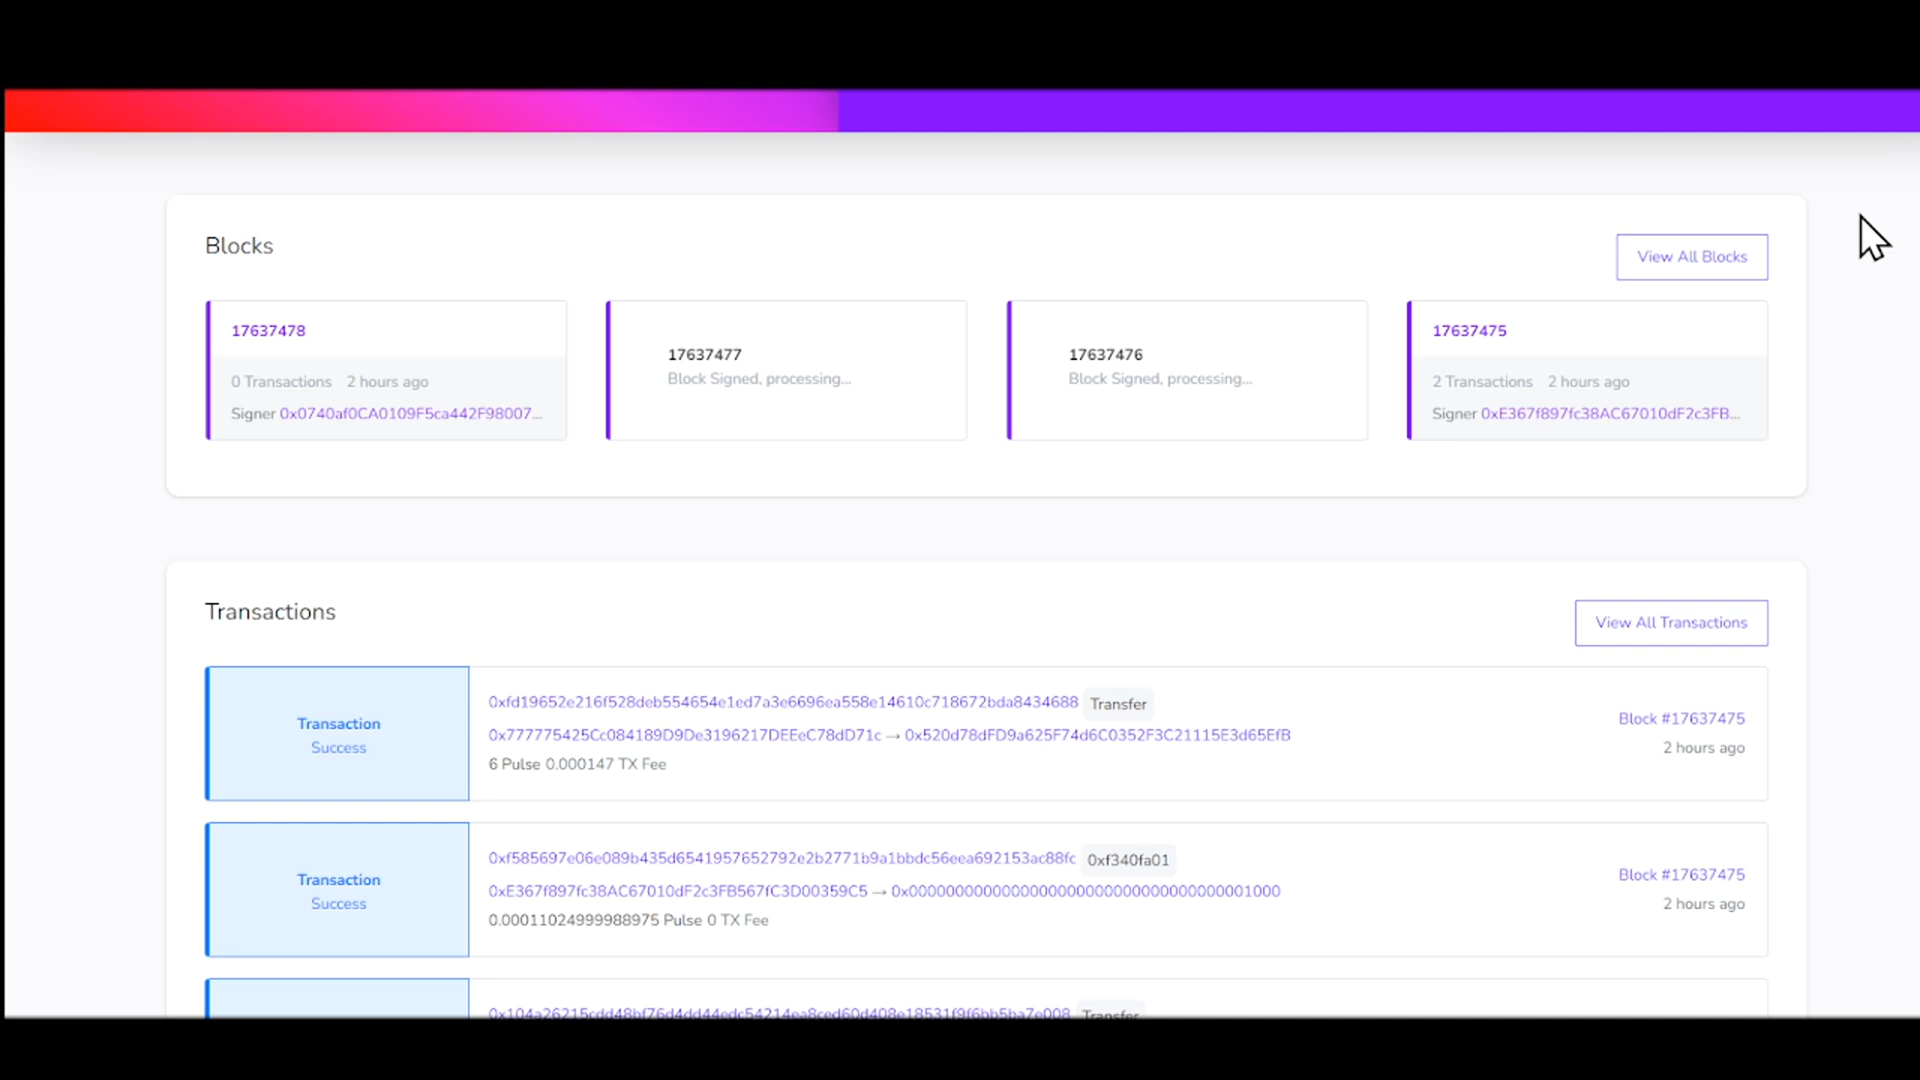 Blocks
View All Blocks
17637478
0 Transactions 2 hours ago
Signer 0x0740af0CA0109F5ca442F98007...
17637477
Block Signed, processing...
17637476
Block Signed, processing...
17637475
2 Transactions 2 hours ago
Signer 0xE367f897fc38AC67010dF2c3FB...
Transactions
View All Transactions
Transaction
Success
0xfd19652e216f528deb554654e1ed7a3e6696ea558e14610c718672bda8434688 Transfer
0x777775425Cc084189D9De3196217DEEeC78dD71c → 0x520d78dFD9a625F74d6C0352F3C21115E3d65EfB
6 Pulse 0.000147 TX Fee
Block #17637475
2 hours ago
Transaction
Success
0xf585697e06e089b435d6541957652792e2b2771b9a1bbdc56eea692153ac88fc 0xf340fa01
0xE367f897fc38AC67010dF2c3FB567fC3D00359C5 → 0x0000000000000000000000000000000000001000
0.00011024999988975 Pulse 0 TX Fee
Block #17637475
2 hours ago
0x104a26215cdd48bf76d4dd44edc54214ea8ced60d408e18531f9f6bb5ba7e008 Transfer